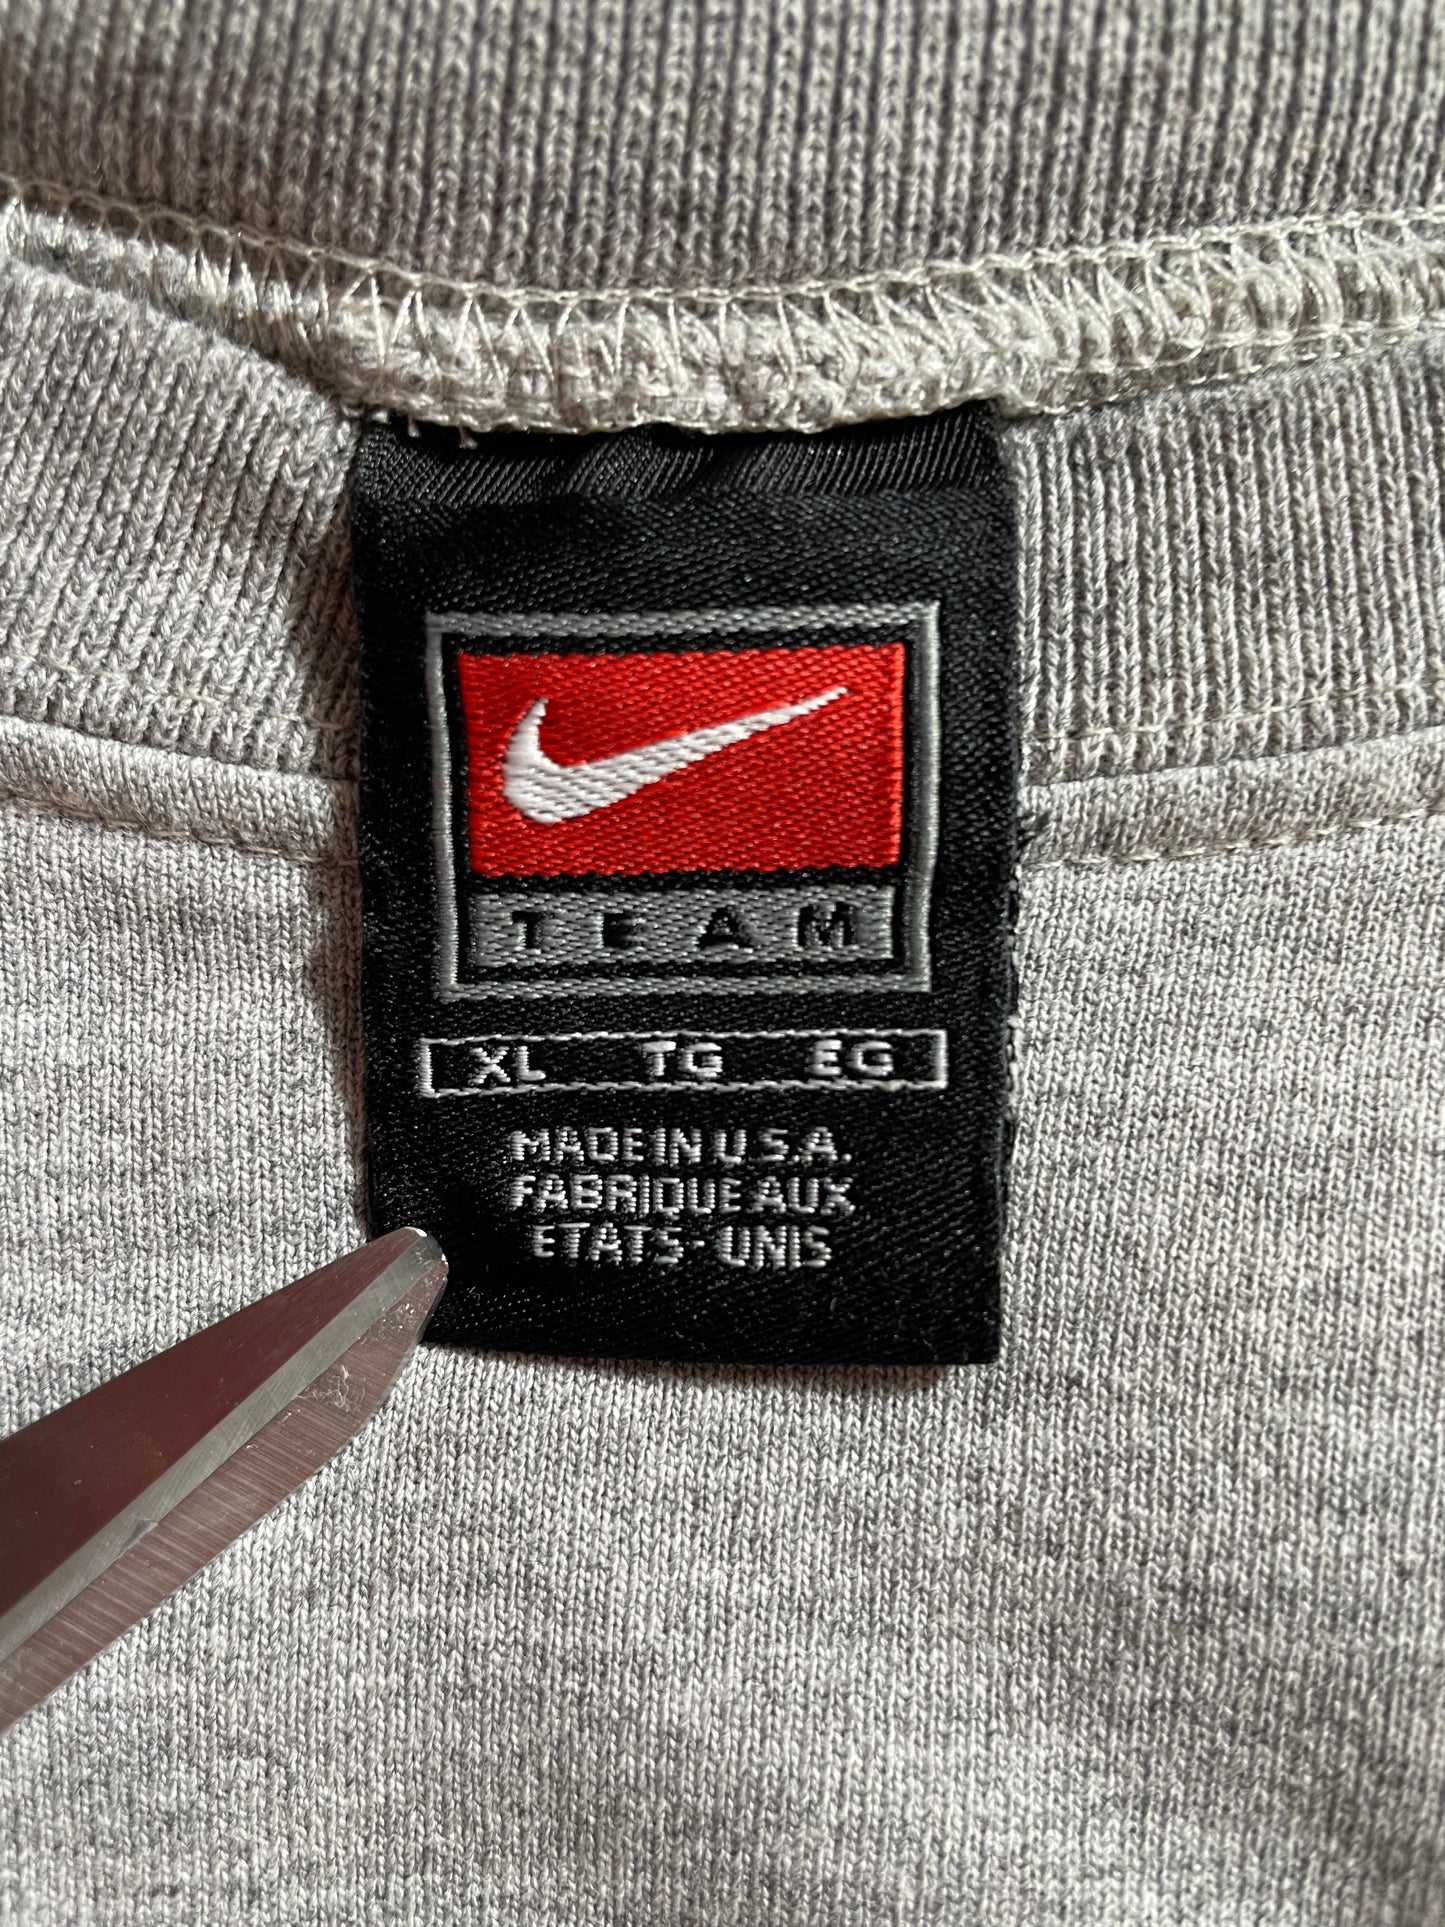 TEAM
XL TG EG
MADE IN U.S.A.
FABRIQUE AUX
ETATS-UNIS